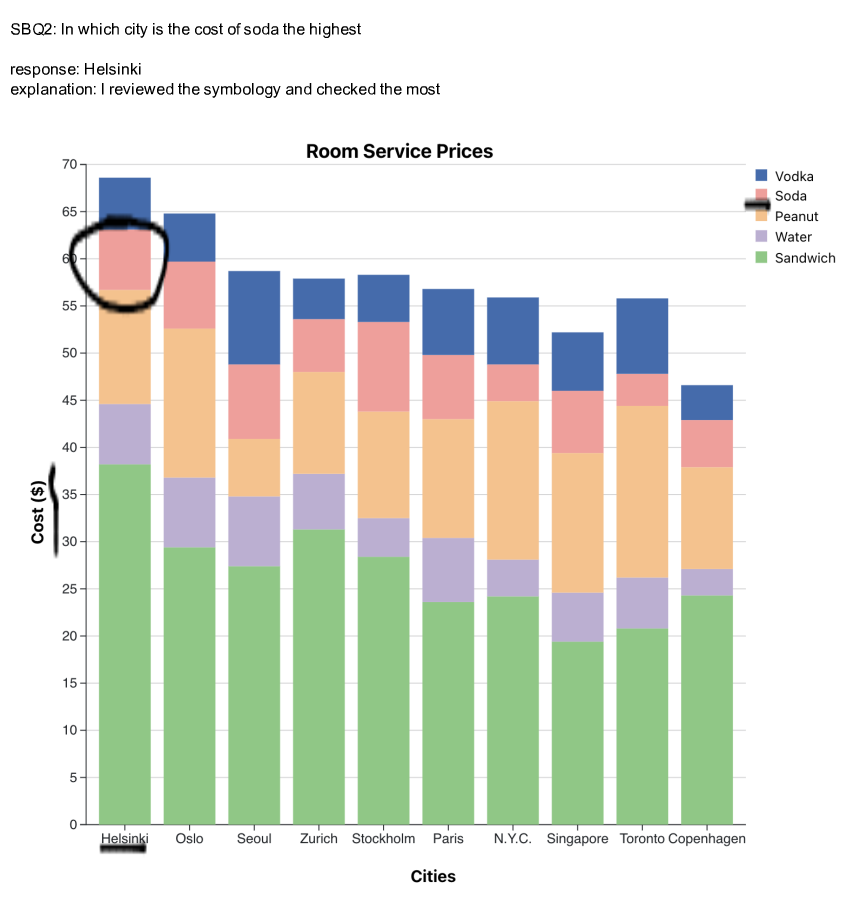 SBQ2: In which city is the cost of soda the highest
response: Helsinki
explanation: I reviewed the symbology and checked the most
Room Service Prices
70
65
60
55
50
45
40
35
30
25
20
15
10
5
0
Cost ($)
Vodka
Soda
Peanut
Water
Sandwich
Helsinki Oslo Seoul Zurich Stockholm Paris N.Y.C. Singapore Toronto Copenhagen
Cities